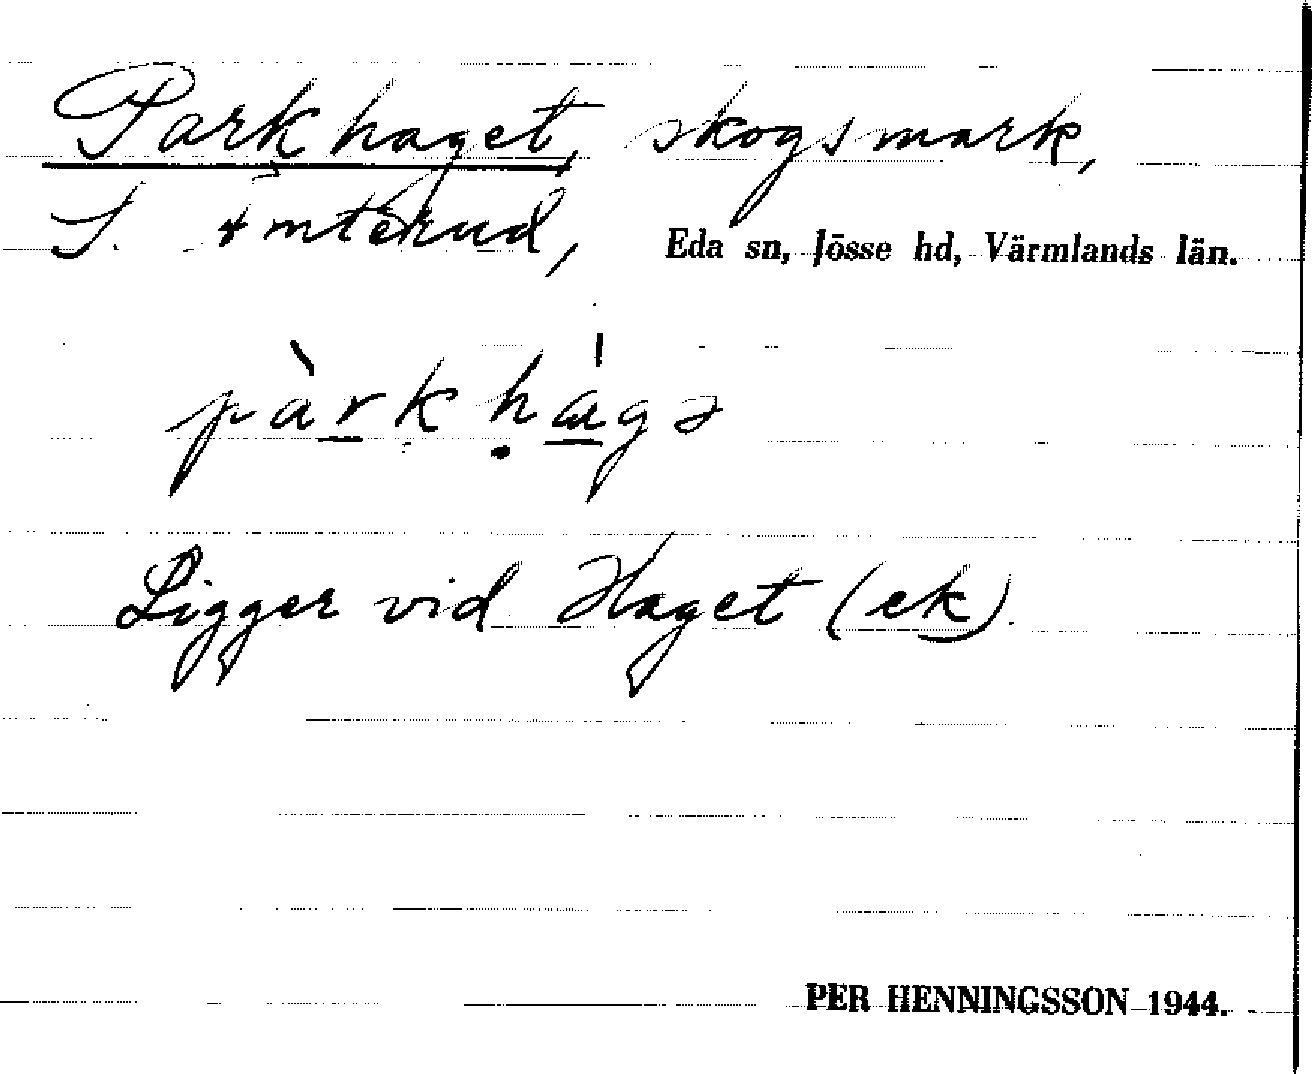 Parkhaget, skogsmark,
S. Ämterud, Eda sn, Jösse hd, Värmlands län.
pàrkhágə
Ligger vid Haget (ek).
PER HENNINGSSON 1944.